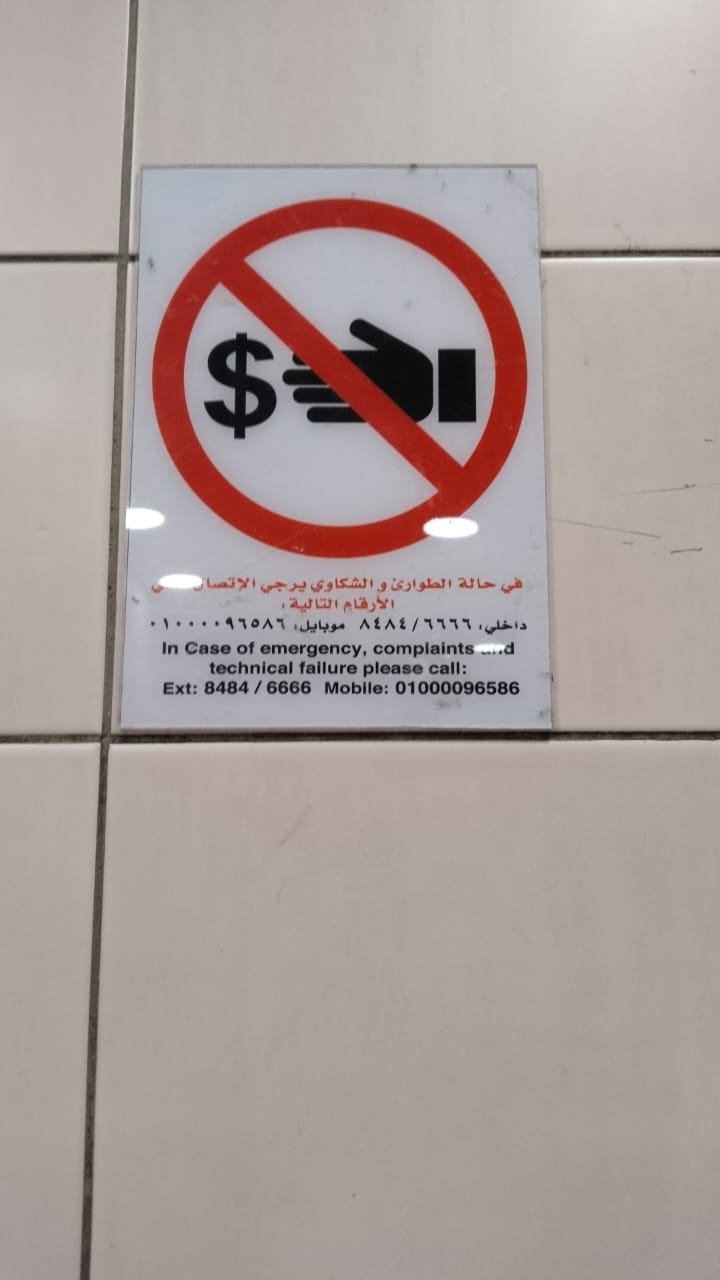 $
في حالة الطوارئ و الشكاوي يرجي الإتصال
الأرقام التالية :
داخلي: ٨٤٨٤ / ٦٦٦٦ موبايل: ٠١٠٠٠٠٩٦٥٨٦
In Case of emergency, complaints and
technical failure please call:
Ext: 8484 / 6666 Mobile: 01000096586